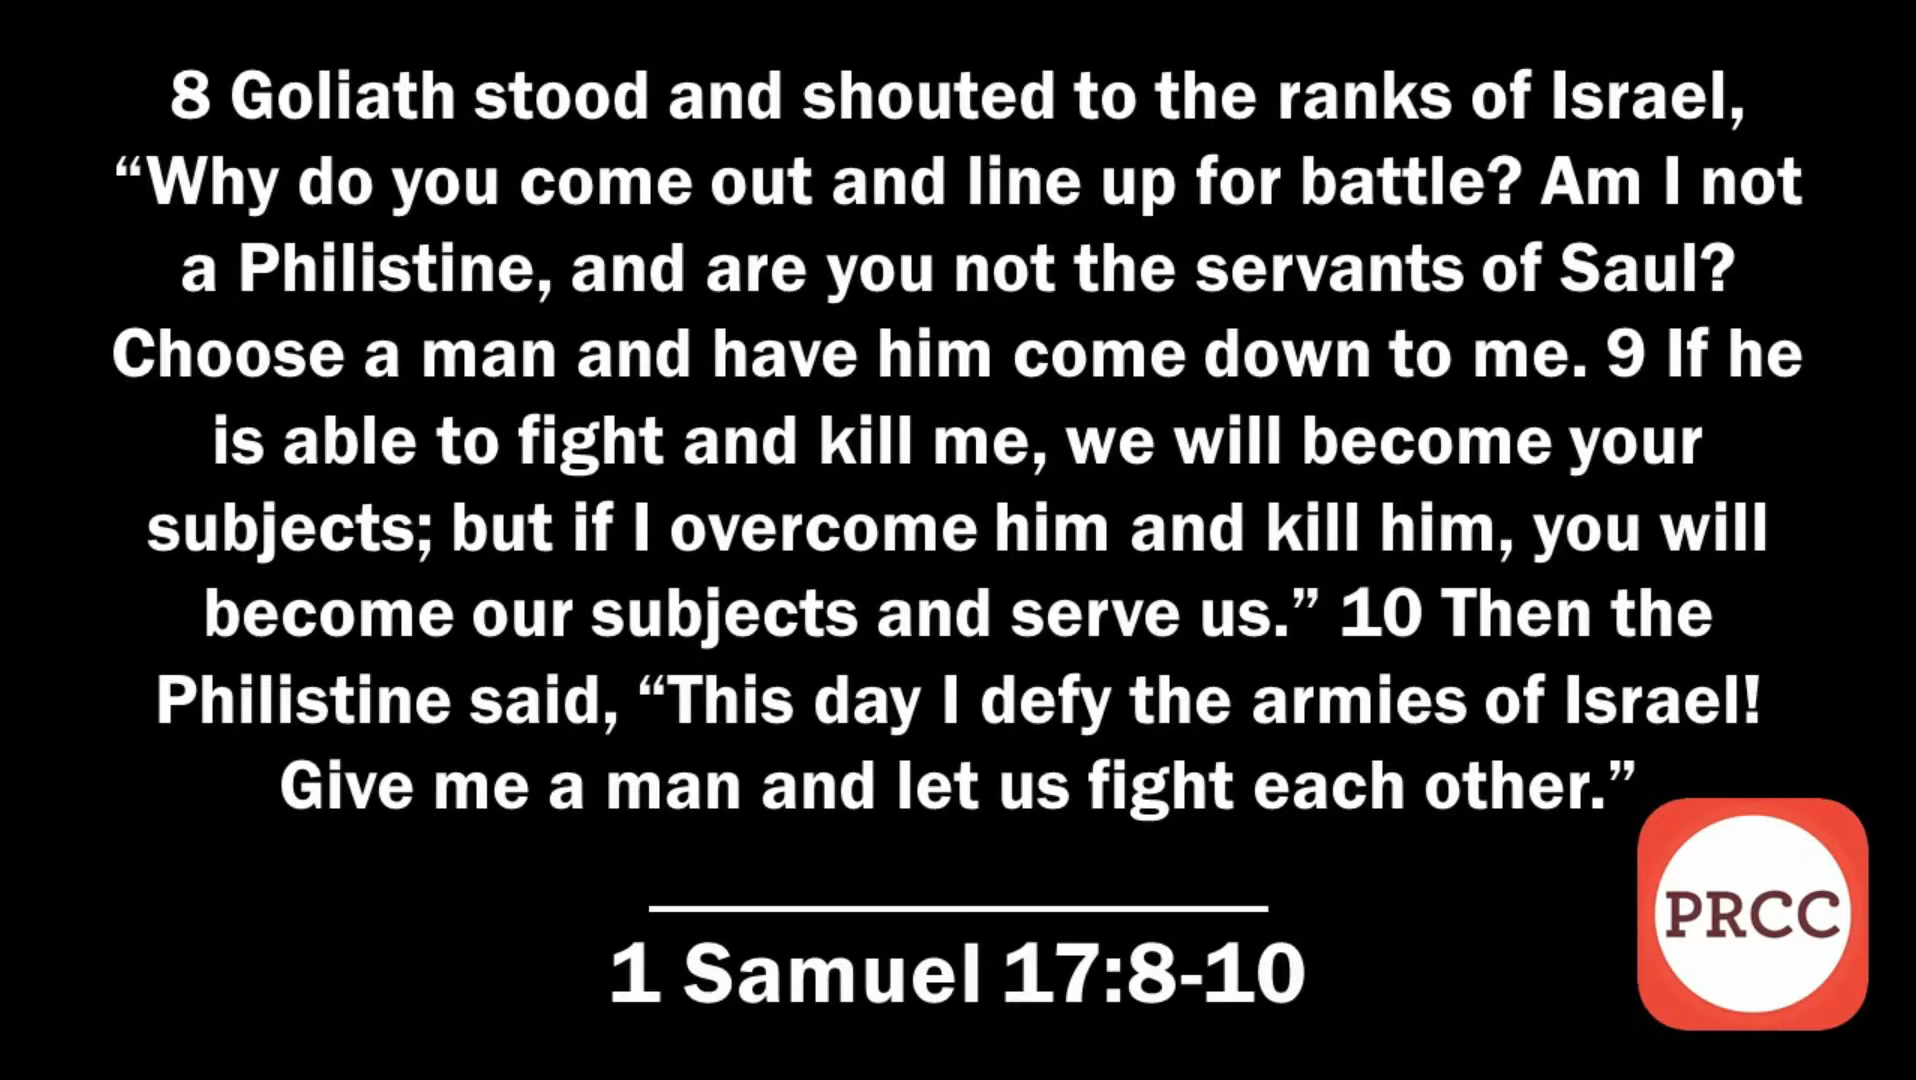 8 Goliath stood and shouted to the ranks of Israel,
“Why do you come out and line up for battle? Am I not
a Philistine, and are you not the servants of Saul?
Choose a man and have him come down to me. 9 If he
is able to fight and kill me, we will become your
subjects; but if I overcome him and kill him, you will
become our subjects and serve us.” 10 Then the
Philistine said, “This day I defy the armies of Israel!
Give me a man and let us fight each other.”
1 Samuel 17:8-10
PRCC